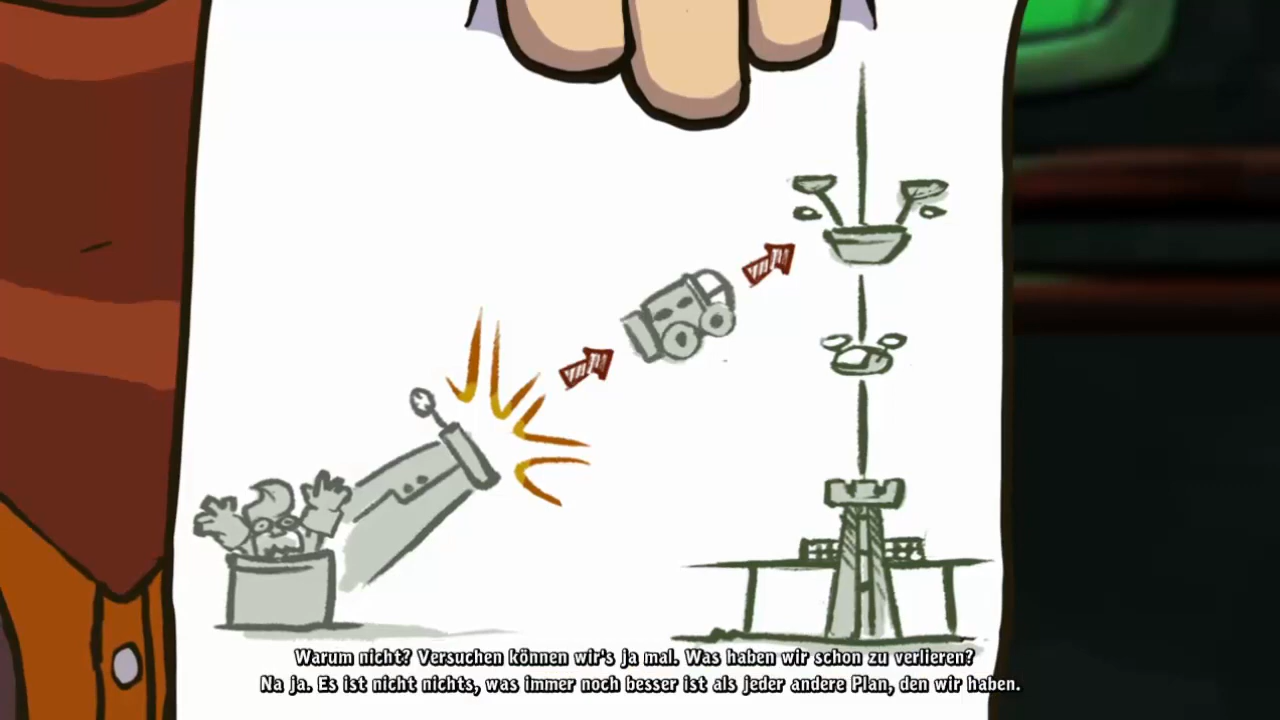 Warum nicht? Versuchen können wir's ja mal. Was haben wir schon zu verlieren?
Na ja. Es ist nicht nichts, was immer noch besser ist als jeder andere Plan, den wir haben.